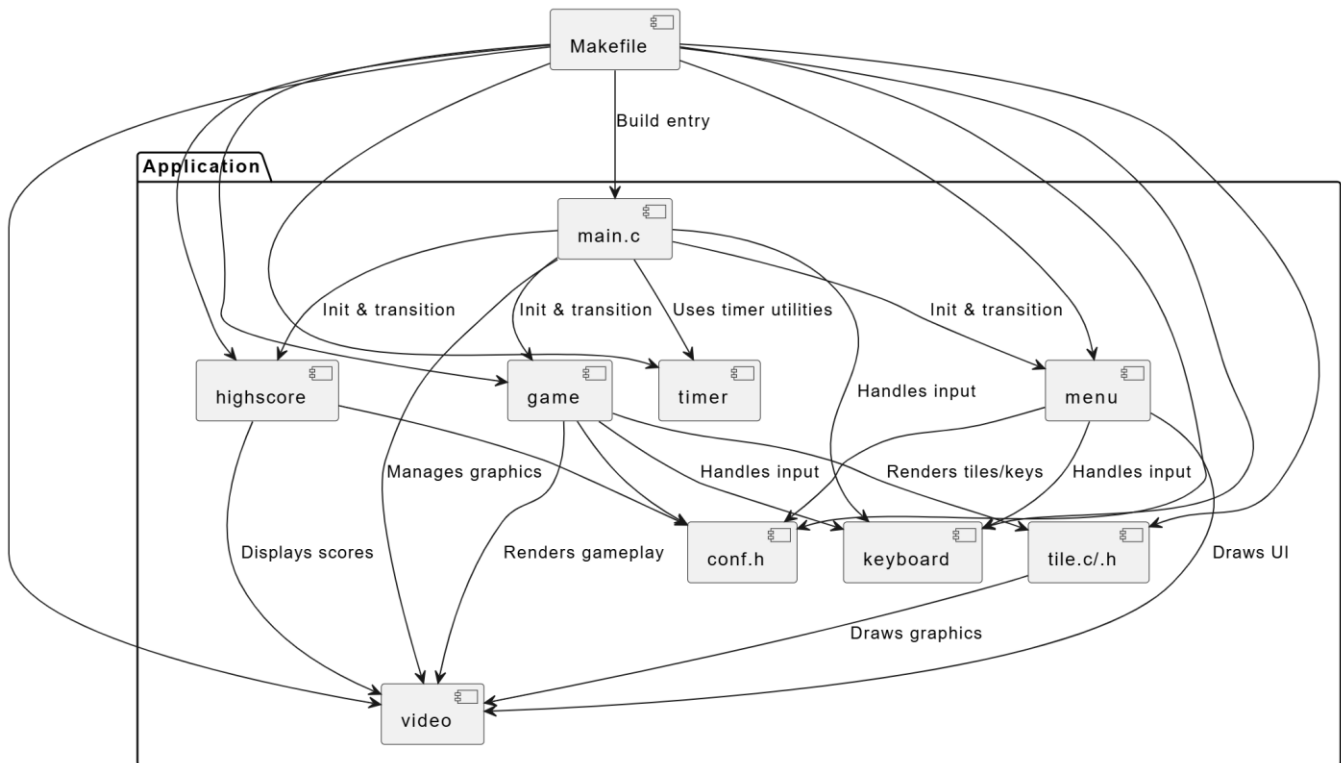 Makefile
Build entry
Application
main.c
Init & transition
Init & transition
Uses timer utilities
Init & transition
highscore
game
timer
menu
Handles input
Manages graphics
Handles input
Renders tiles/keys
Handles input
Displays scores
Renders gameplay
conf.h
keyboard
tile.c/.h
Draws UI
Draws graphics
video